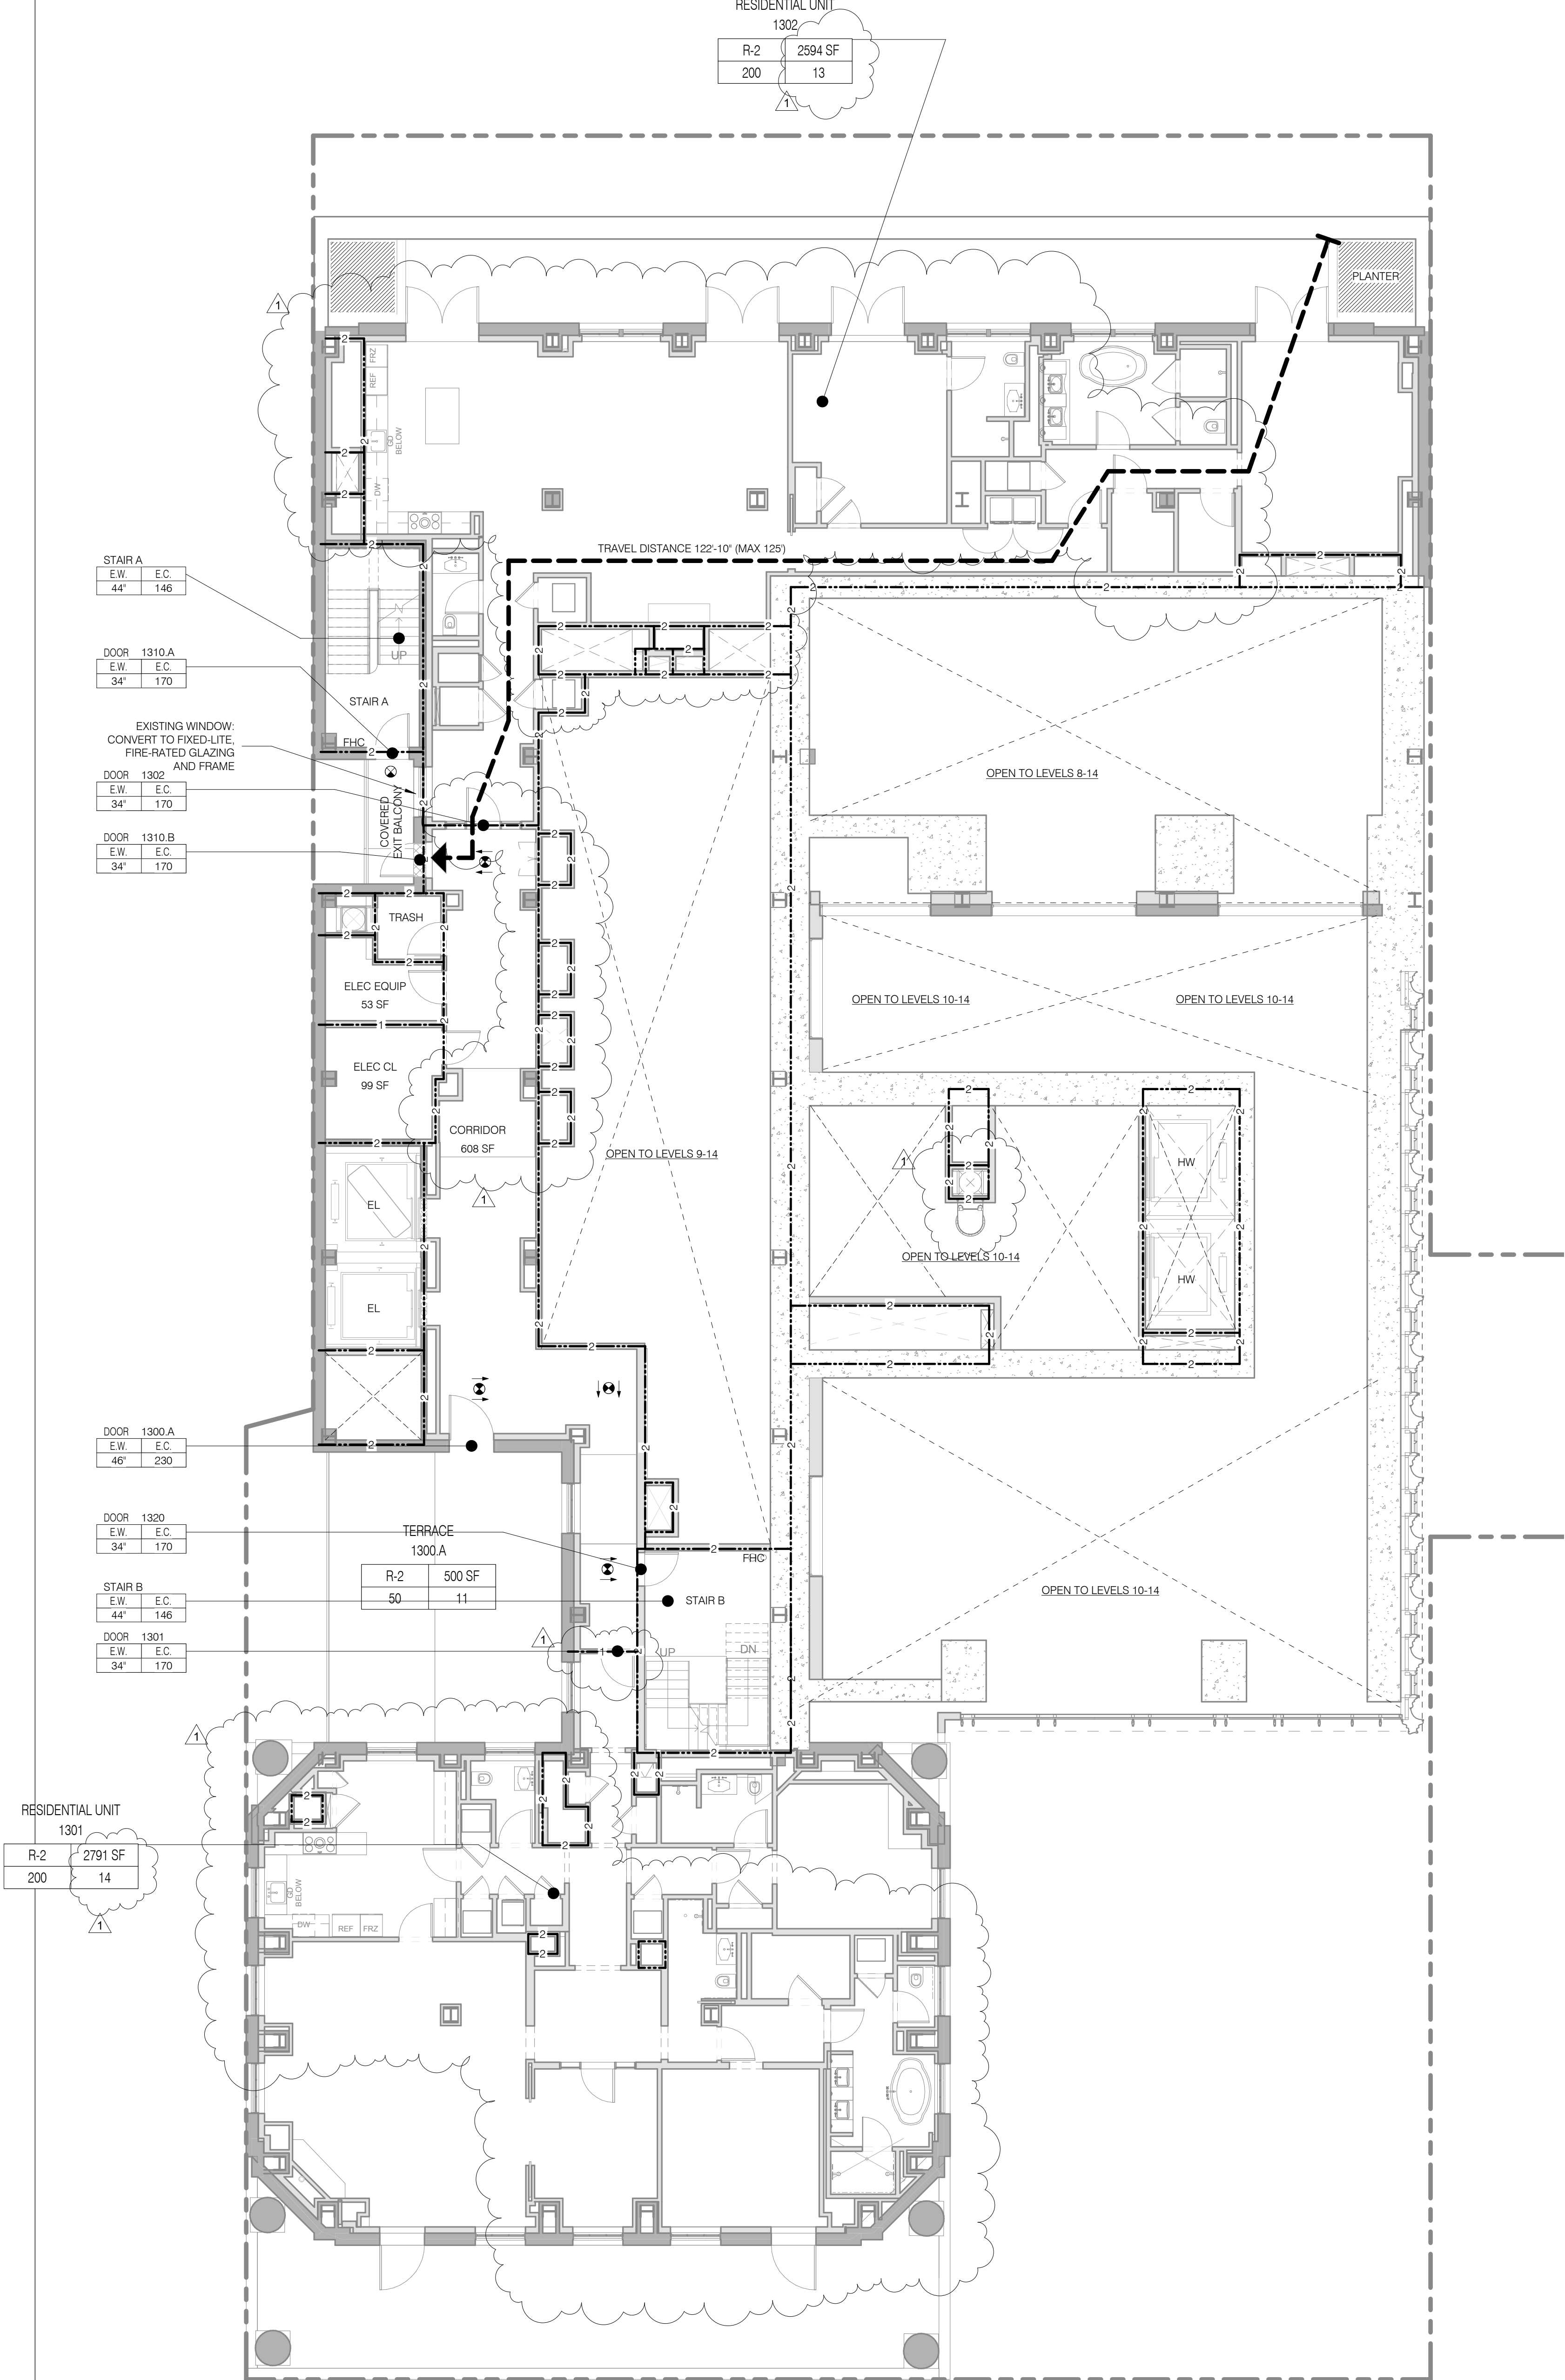 RESIDENTIAL UNIT
1302
R-2 2594 SF
200 13
1
1
PLANTER
FRZ
REF
GD
BELOW
DW
TRAVEL DISTANCE 122'-10" (MAX 125')
STAIR A
E.W. E.C.
44" 146
UP
DOOR 1310.A
E.W. E.C.
34" 170
STAIR A
FHC
EXISTING WINDOW:
CONVERT TO FIXED-LITE,
FIRE-RATED GLAZING
AND FRAME
OPEN TO LEVELS 8-14
DOOR 1302
E.W. E.C.
34" 170
COVERED
EXIT BALCONY
DOOR 1310.B
E.W. E.C.
34" 170
TRASH
ELEC EQUIP
53 SF
OPEN TO LEVELS 10-14
OPEN TO LEVELS 10-14
ELEC CL
99 SF
CORRIDOR
608 SF
1
OPEN TO LEVELS 9-14
1
HW
EL
OPEN TO LEVELS 10-14
HW
EL
DOOR 1300.A
E.W. E.C.
46" 230
DOOR 1320
E.W. E.C.
34" 170
TERRACE
1300.A
R-2 500 SF
50 11
FHC
OPEN TO LEVELS 10-14
STAIR B
E.W. E.C.
44" 146
STAIR B
DOOR 1301
E.W. E.C.
34" 170
1
1
UP
DN
1
RESIDENTIAL UNIT
1301
R-2 2791 SF
200 14
1
GD
BELOW
DW
REF
FRZ